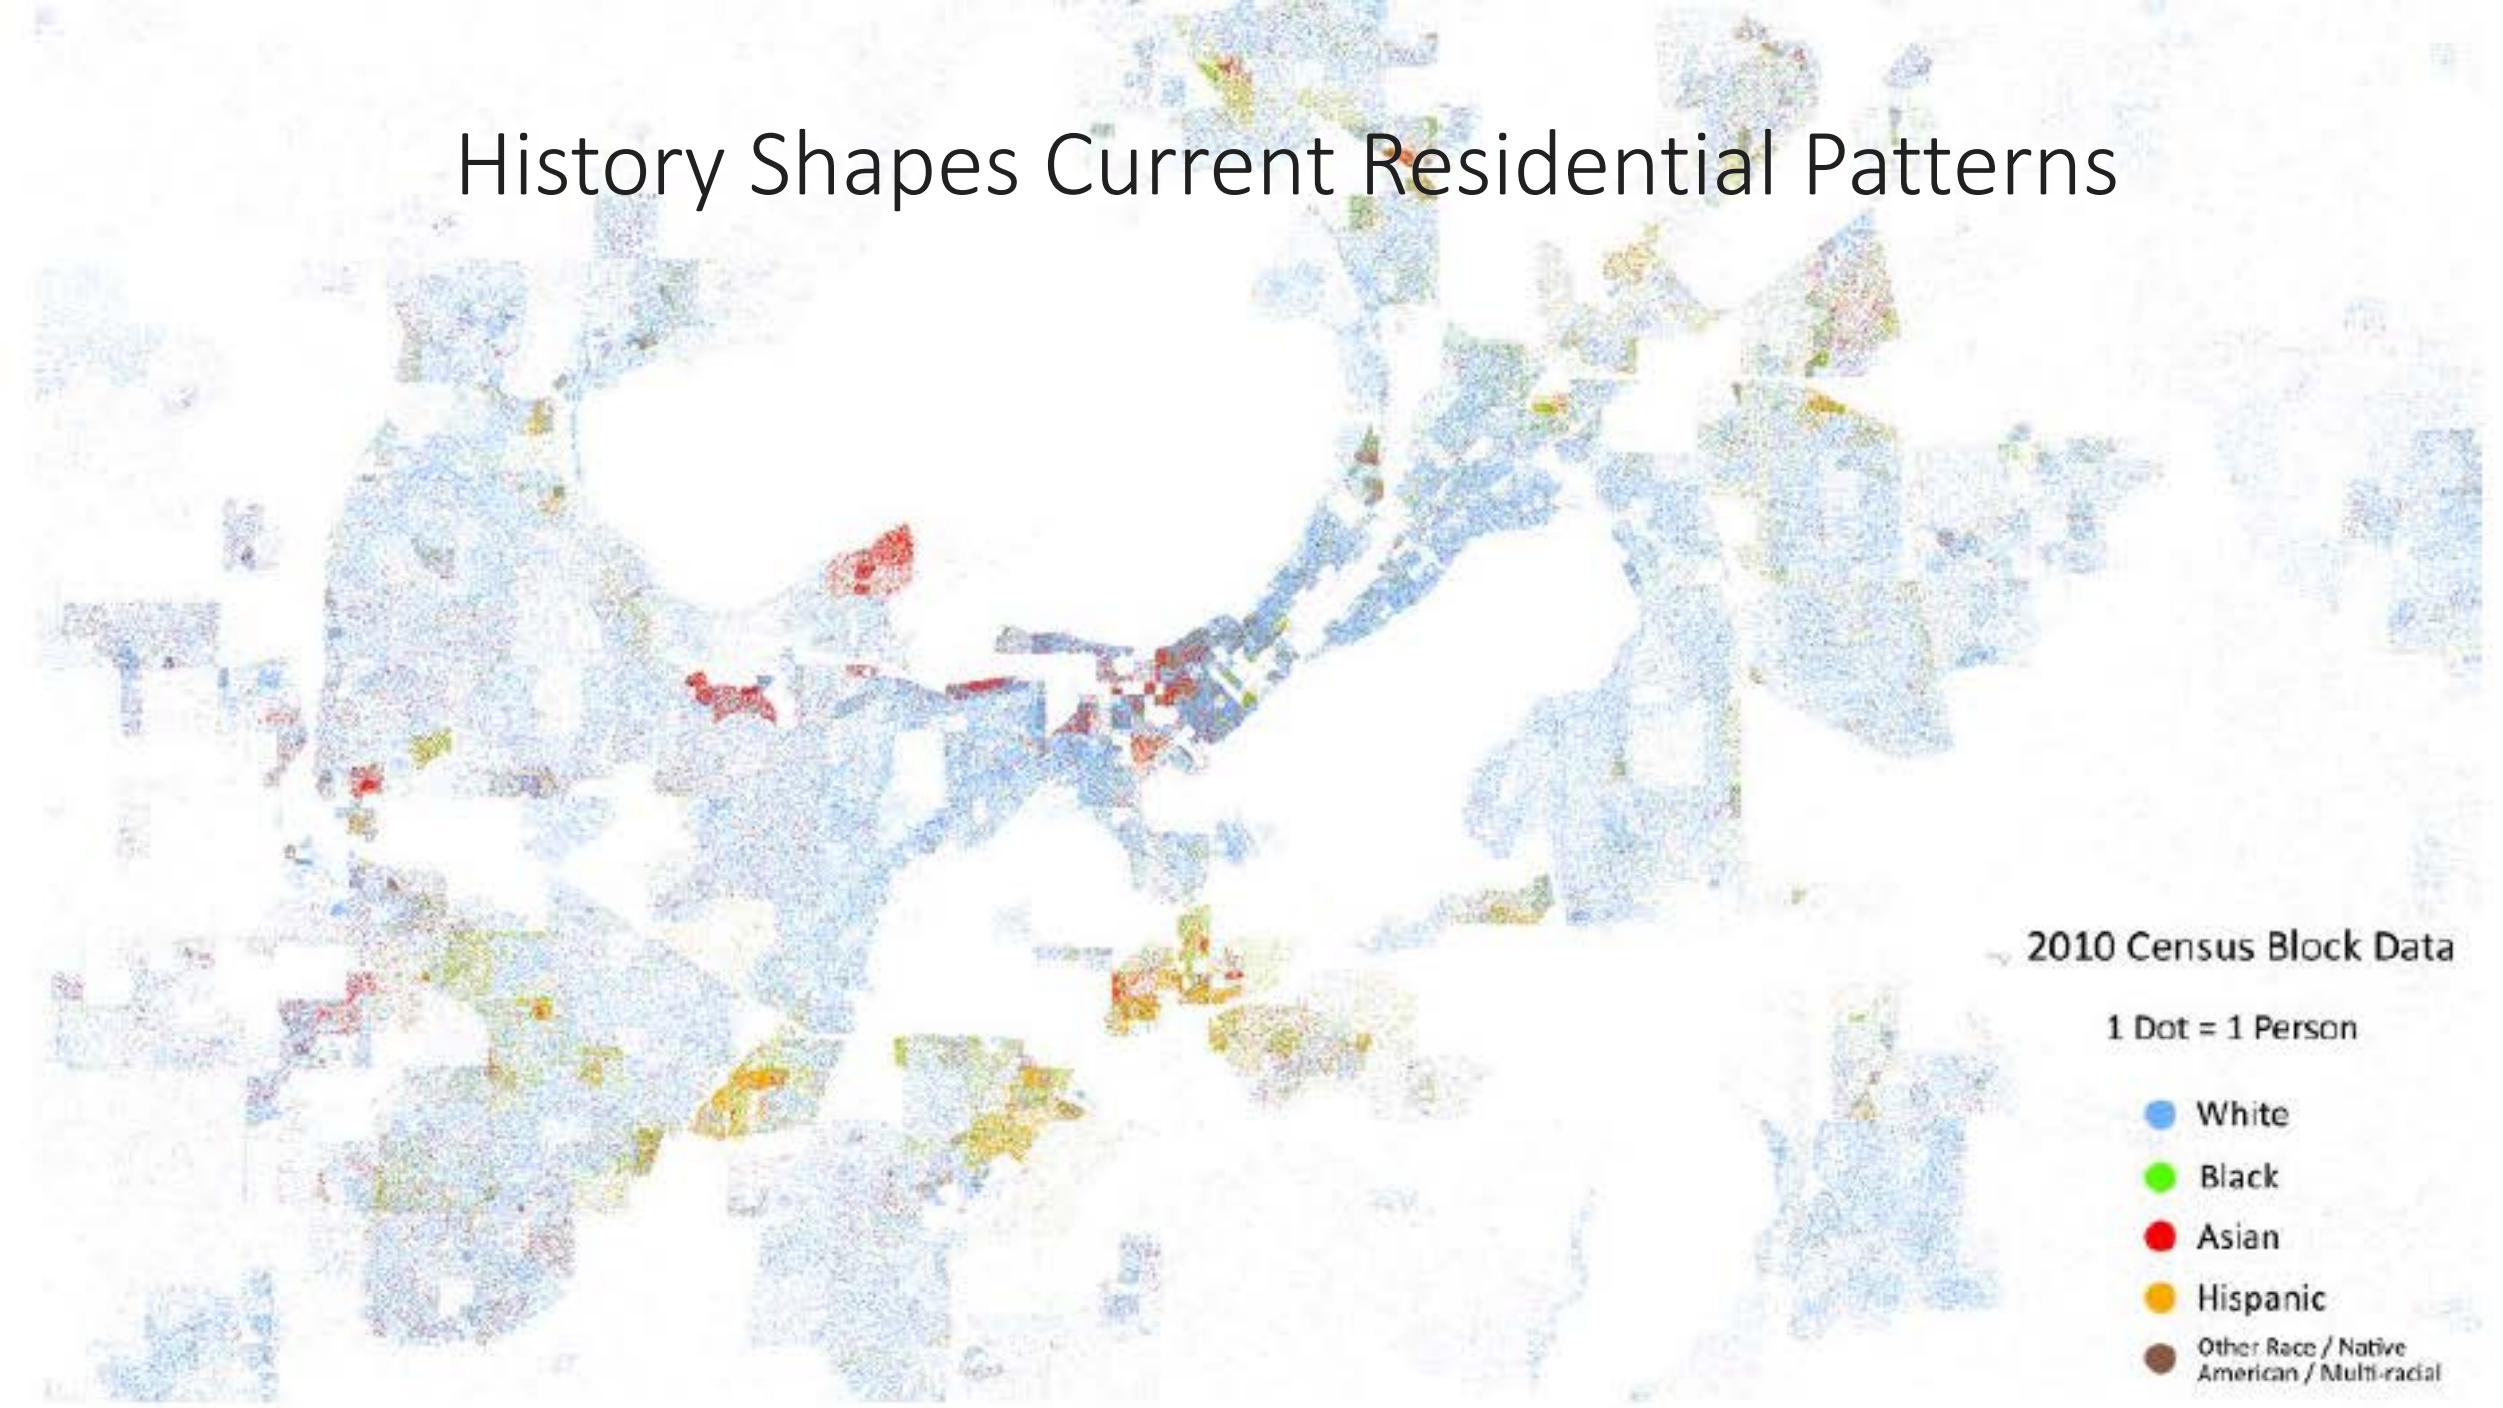 History Shapes Current Residential Patterns
2010 Census Block Data
1 Dot = 1 Person
White
Black
Asian
Hispanic
Other Race / Native
American / Multi-racial